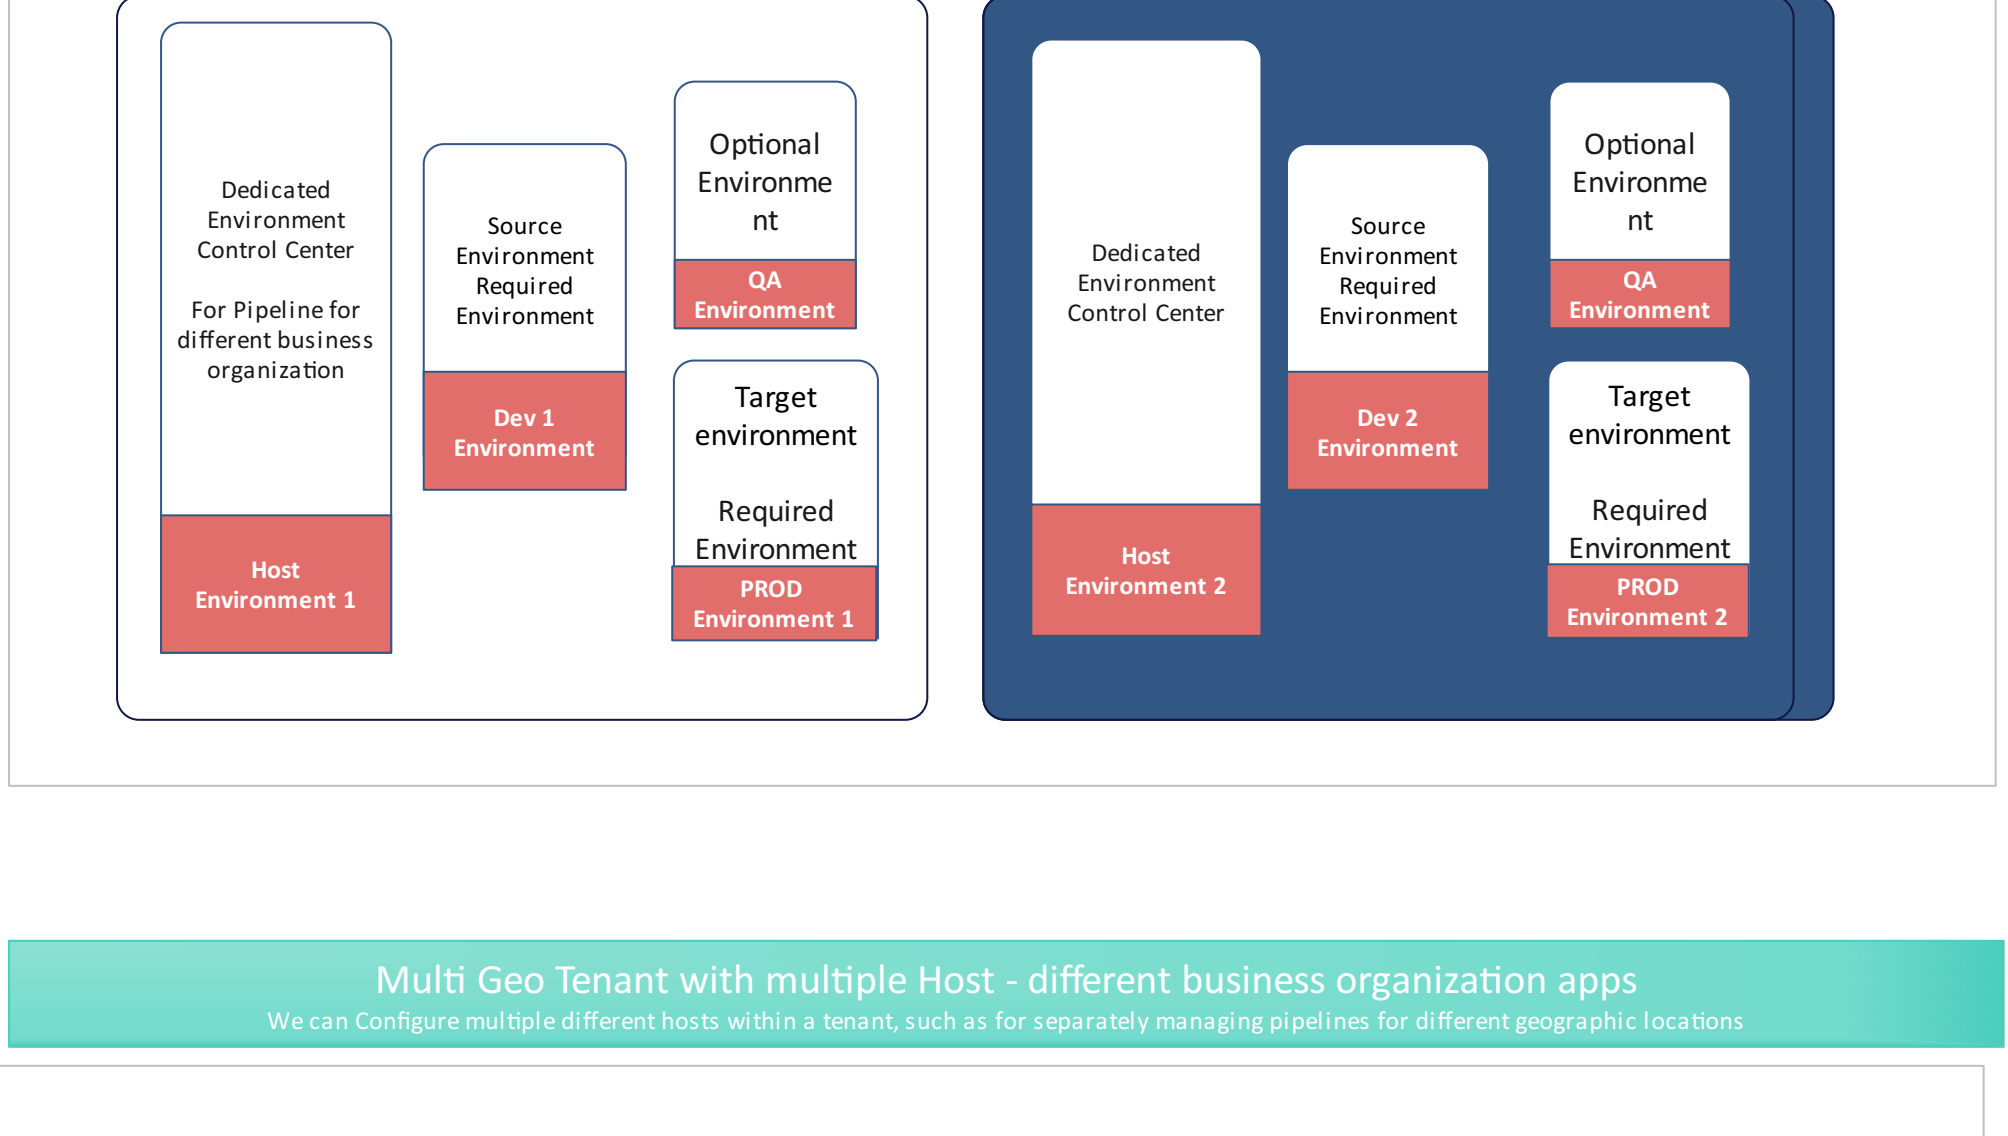 Dedicated
Environment
Control Center
For Pipeline for
different business
organization
Host
Environment 1
Source
Environment
Required
Environment
Dev 1
Environment
Optional
Environme
nt
QA
Environment
Target
environment
Required
Environment
PROD
Environment 1
Dedicated
Environment
Control Center
Host
Environment 2
Source
Environment
Required
Environment
Dev 2
Environment
Optional
Environme
nt
QA
Environment
Target
environment
Required
Environment
PROD
Environment 2
Multi Geo Tenant with multiple Host - different business organization apps
We can Configure multiple different hosts within a tenant, such as for separately managing pipelines for different geographic locations